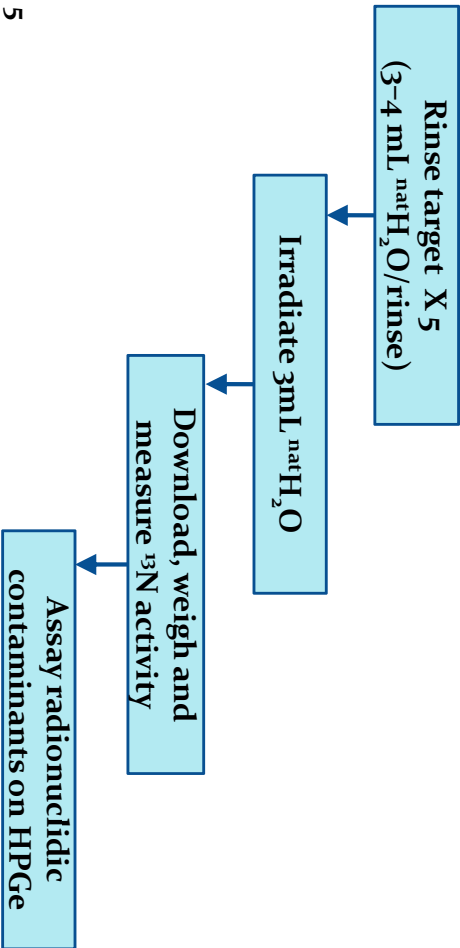 Rinse target X 5
(3-4 mL ⁿᵃᵗH₂O/rinse)
Irradiate 3mL ⁿᵃᵗH₂O
Download, weigh and
measure ¹³N activity
Assay radionuclidic
contaminants on HPGe
5